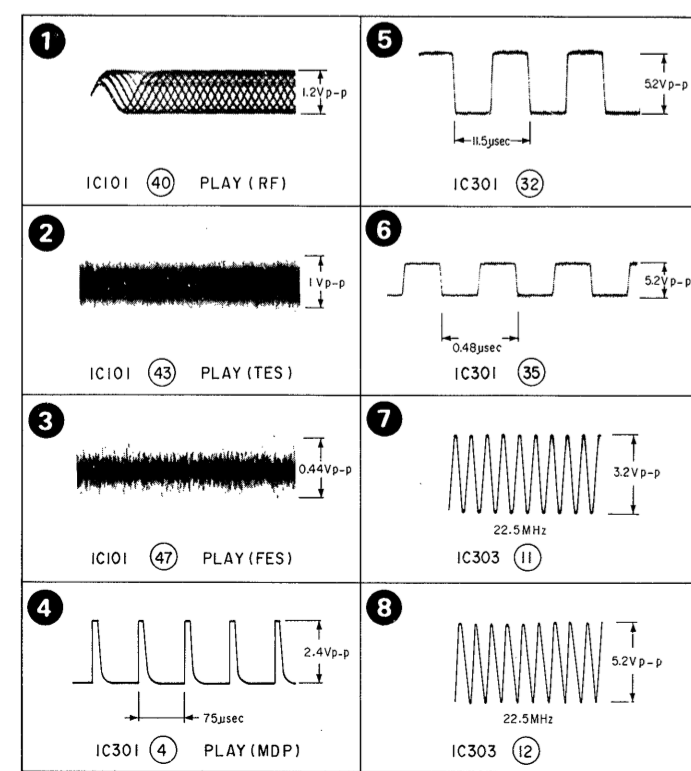 1
1.2Vp-p
IC101 40 PLAY (RF)
2
1Vp-p
IC101 43 PLAY (TES)
3
0.44Vp-p
IC101 47 PLAY (FES)
4
2.4Vp-p
75µsec
IC301 4 PLAY (MDP)
5
5.2Vp-p
11.5µsec
IC301 32
6
5.2Vp-p
0.48µsec
IC301 35
7
3.2Vp-p
22.5MHz
IC303 11
8
5.2Vp-p
22.5MHz
IC303 12